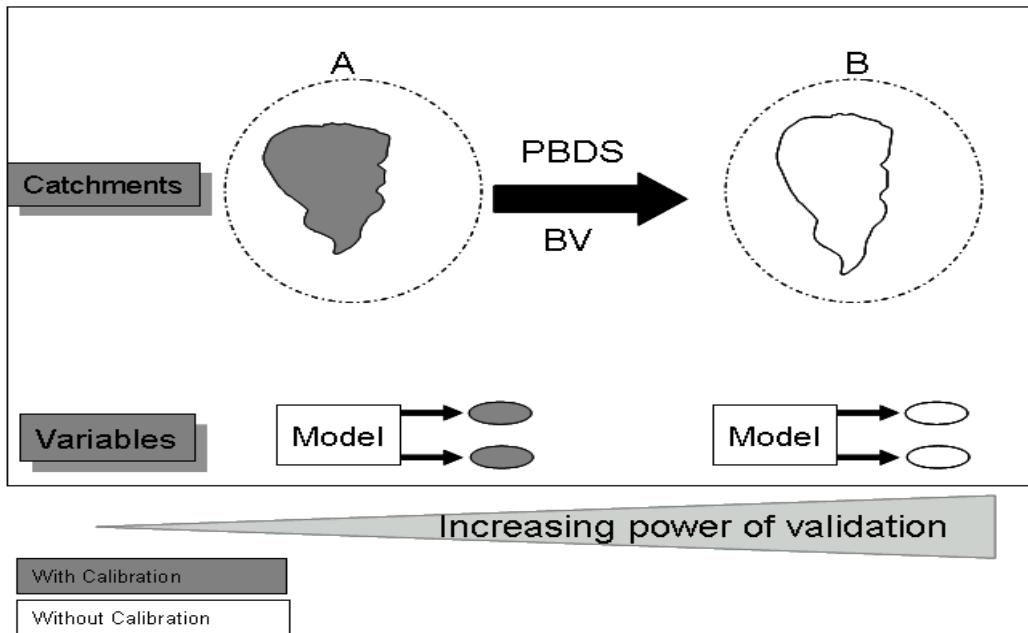 A
B
Catchments
PBDS
BV
Variables
Model
Model
Increasing power of validation
With Calibration
Without Calibration